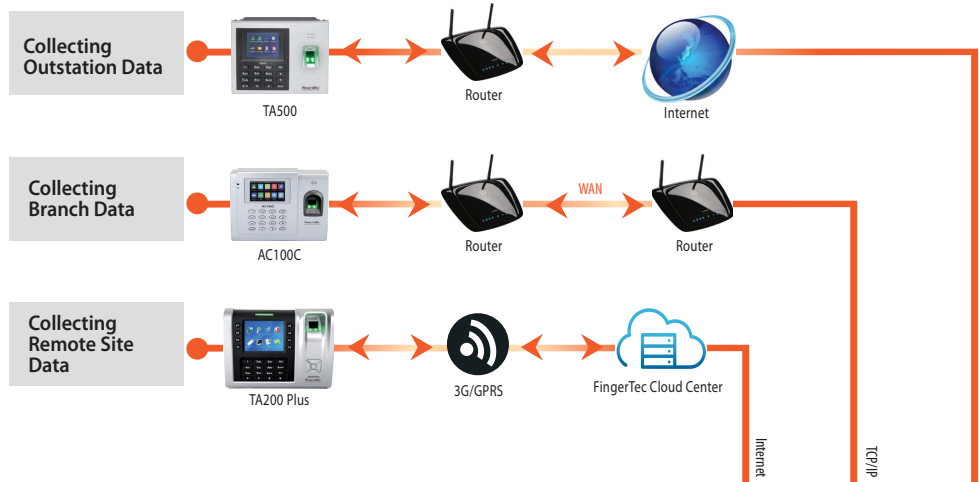 Collecting
Outstation Data
TA500
Router
Internet
Collecting
Branch Data
AC100C
Router
WAN
Router
Collecting
Remote Site
Data
TA200 Plus
3G/GPRS
FingerTec Cloud Center
Internet
TCP/IP